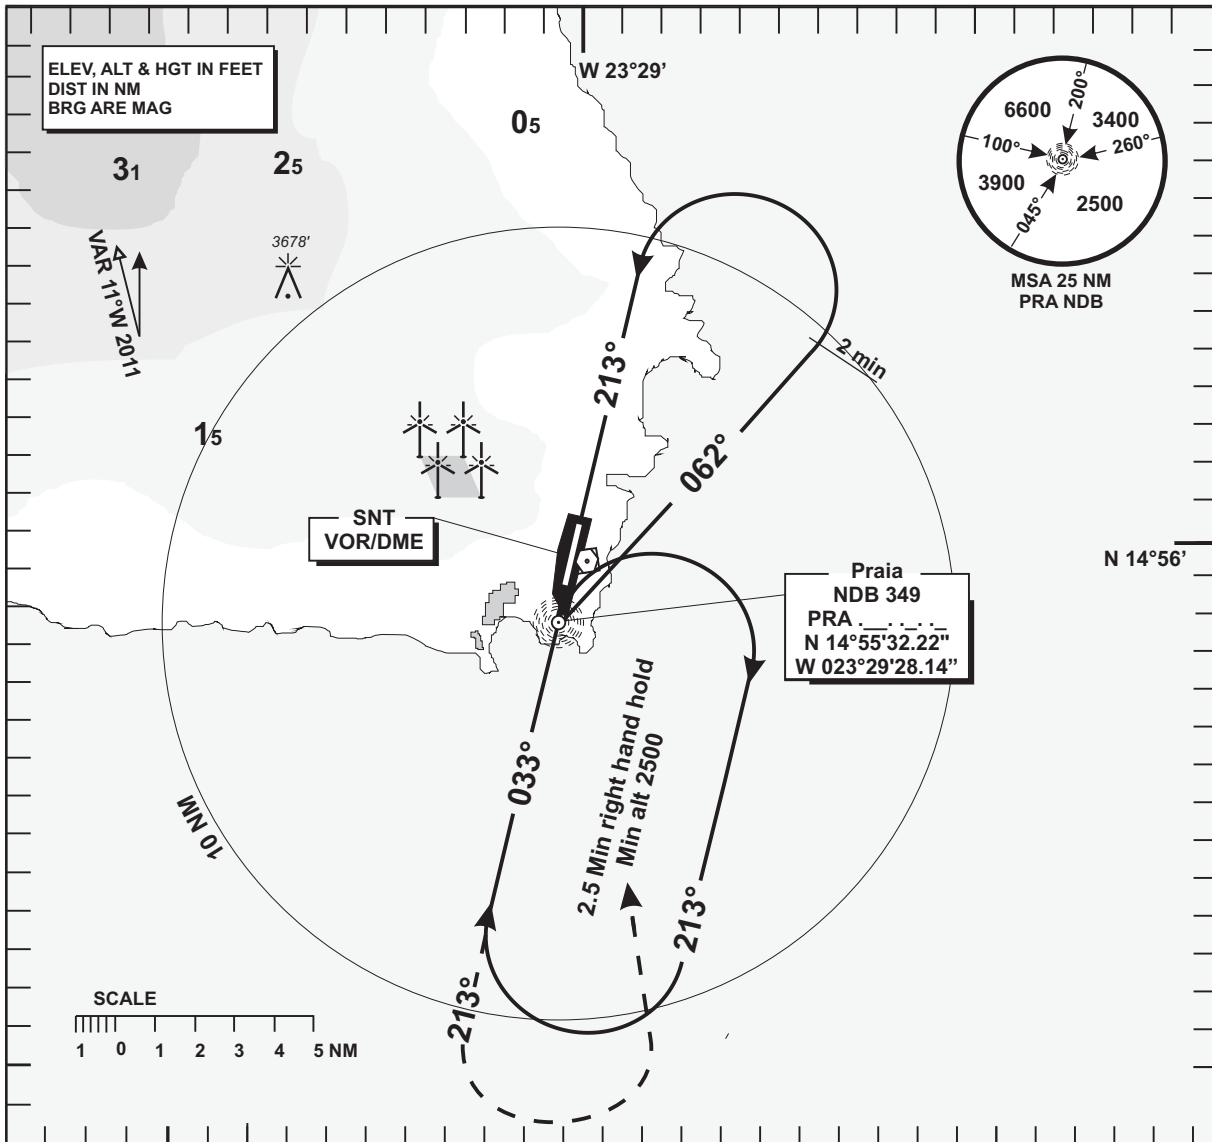 ELEV, ALT & HGT IN FEET
DIST IN NM
BRG ARE MAG
W 23°29’
05
31
25
3678'
VAR 11°W 2011
15
6600
200°
3400
100°
260°
3900
045°
2500
MSA 25 NM
PRA NDB
2 min
213°
062°
SNT
VOR/DME
N 14°56’
Praia
NDB 349
PRA .__. ._. ._
N 14°55'32.22"
W 023°29'28.14”
033°
2.5 Min right hand hold
Min alt 2500
10 NM
213°
213°
SCALE
1 0 1 2 3 4 5 NM